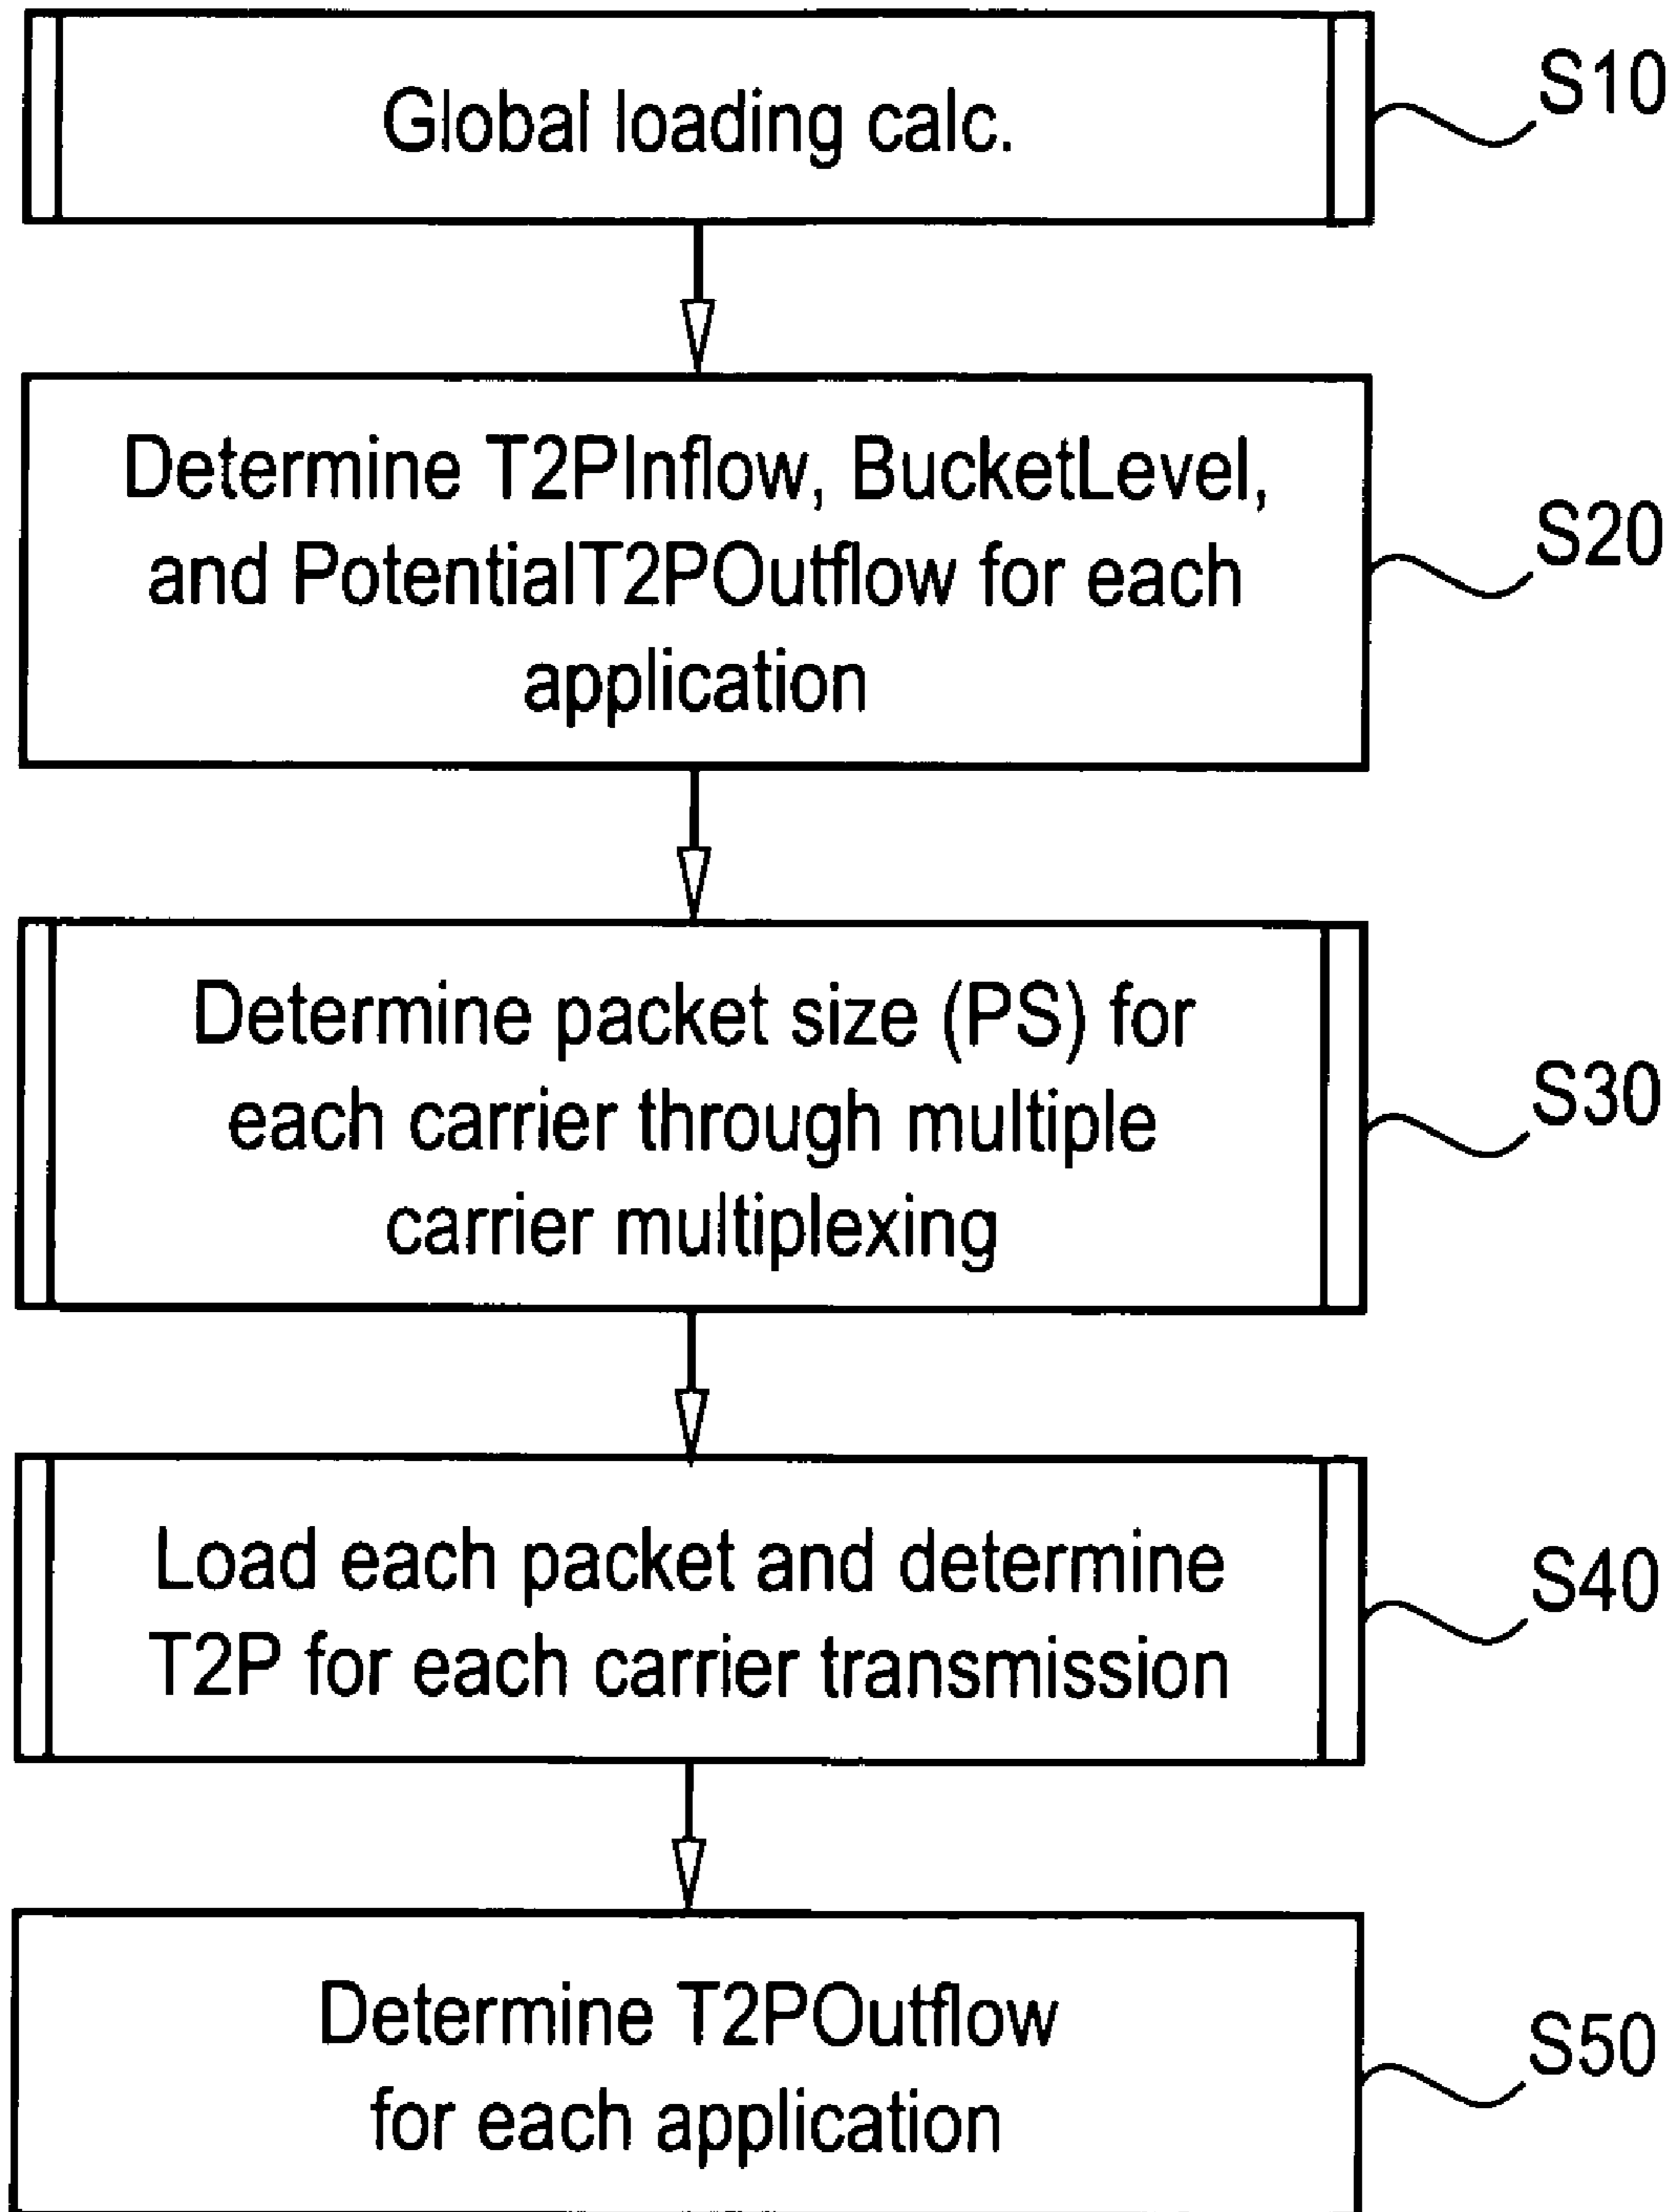 Global loading calc.
S10
Determine T2PInflow, BucketLevel,
and PotentialT2POutflow for each
application
S20
Determine packet size (PS) for
each carrier through multiple
carrier multiplexing
S30
Load each packet and determine
T2P for each carrier transmission
S40
Determine T2POutflow
for each application
S50